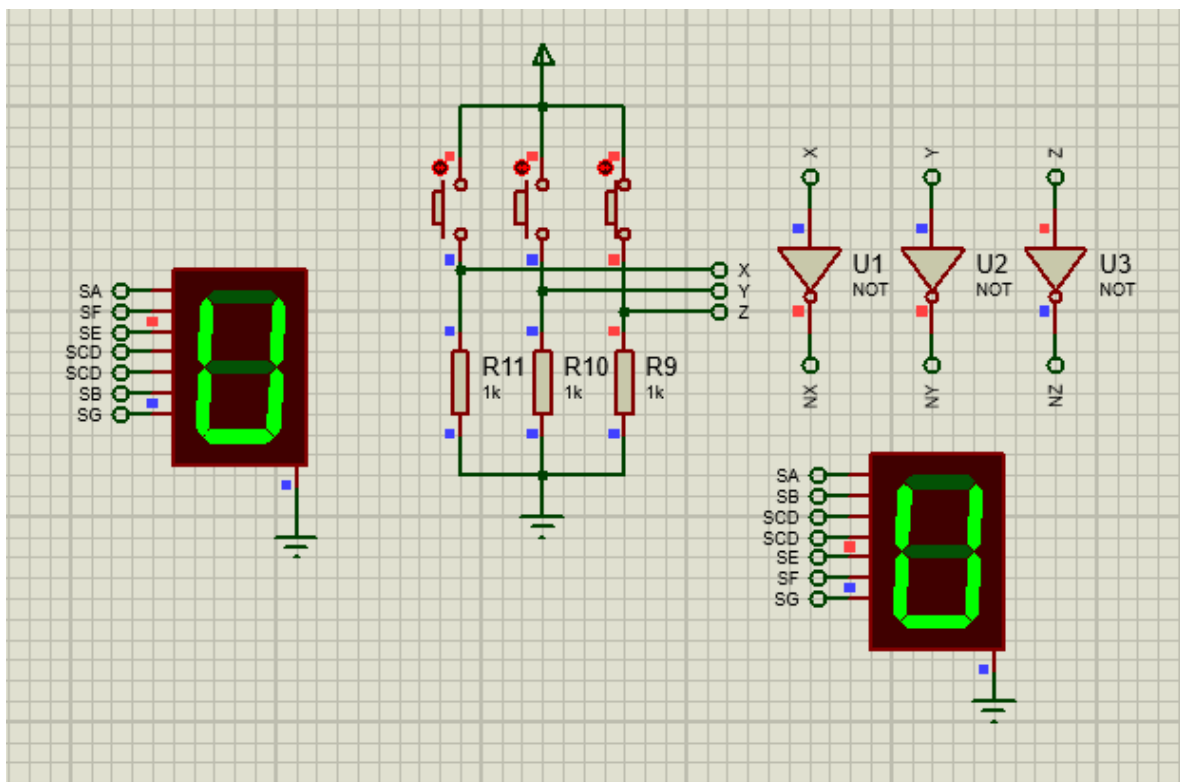 SA
SF
SE
SCD
SCD
SB
SG
X
Y
Z
R11
1k
R10
1k
R9
1k
X
Y
Z
U1
NOT
U2
NOT
U3
NOT
NX
NY
NZ
SA
SB
SCD
SCD
SE
SF
SG